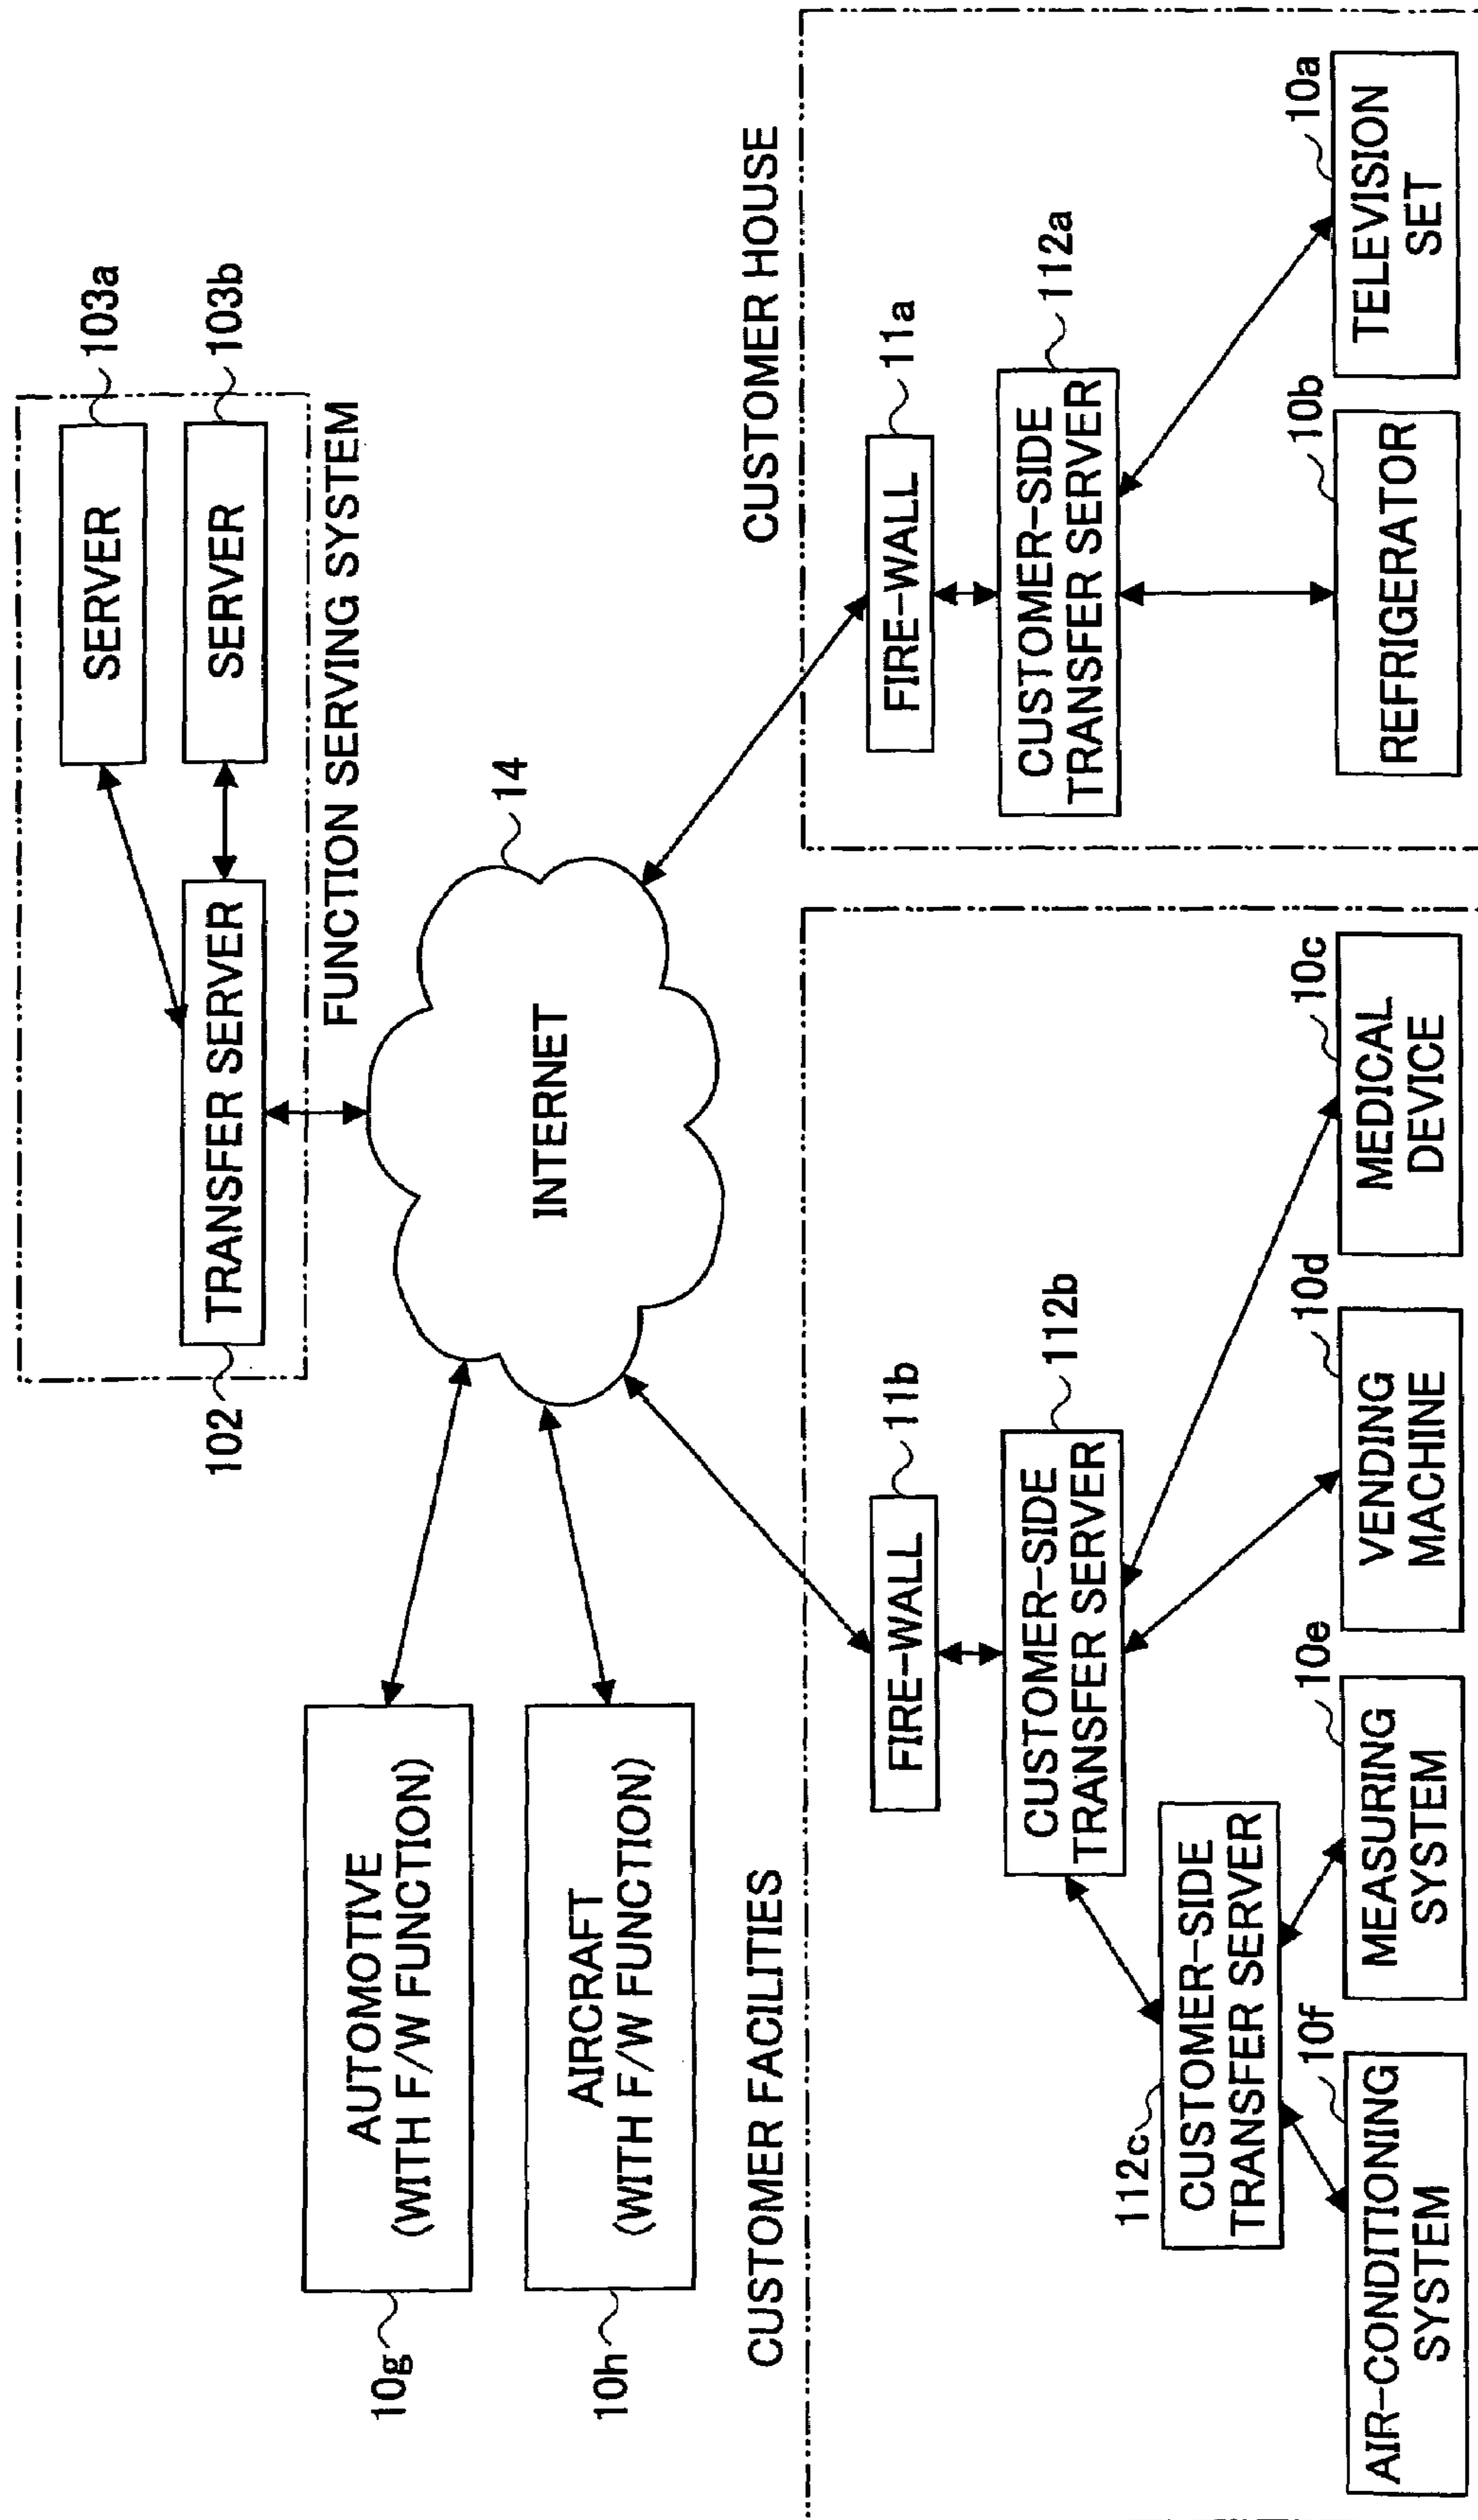 103a
SERVER
103b
SERVER
102
TRANSFER SERVER
FUNCTION SERVING SYSTEM
14
INTERNET
10g
AUTOMOTIVE
(WITH F/W FUNCTION)
10h
AIRCRAFT
(WITH F/W FUNCTION)
CUSTOMER FACILITIES
11b
FIRE-WALL
112b
CUSTOMER-SIDE
TRANSFER SERVER
112c
CUSTOMER-SIDE
TRANSFER SERVER
10f
AIR-CONDITIONING
SYSTEM
10e
MEASURING
SYSTEM
10d
VENDING
MACHINE
10c
MEDICAL
DEVICE
CUSTOMER HOUSE
11a
FIRE-WALL
112a
CUSTOMER-SIDE
TRANSFER SERVER
10b
REFRIGERATOR
10a
TELEVISION
SET